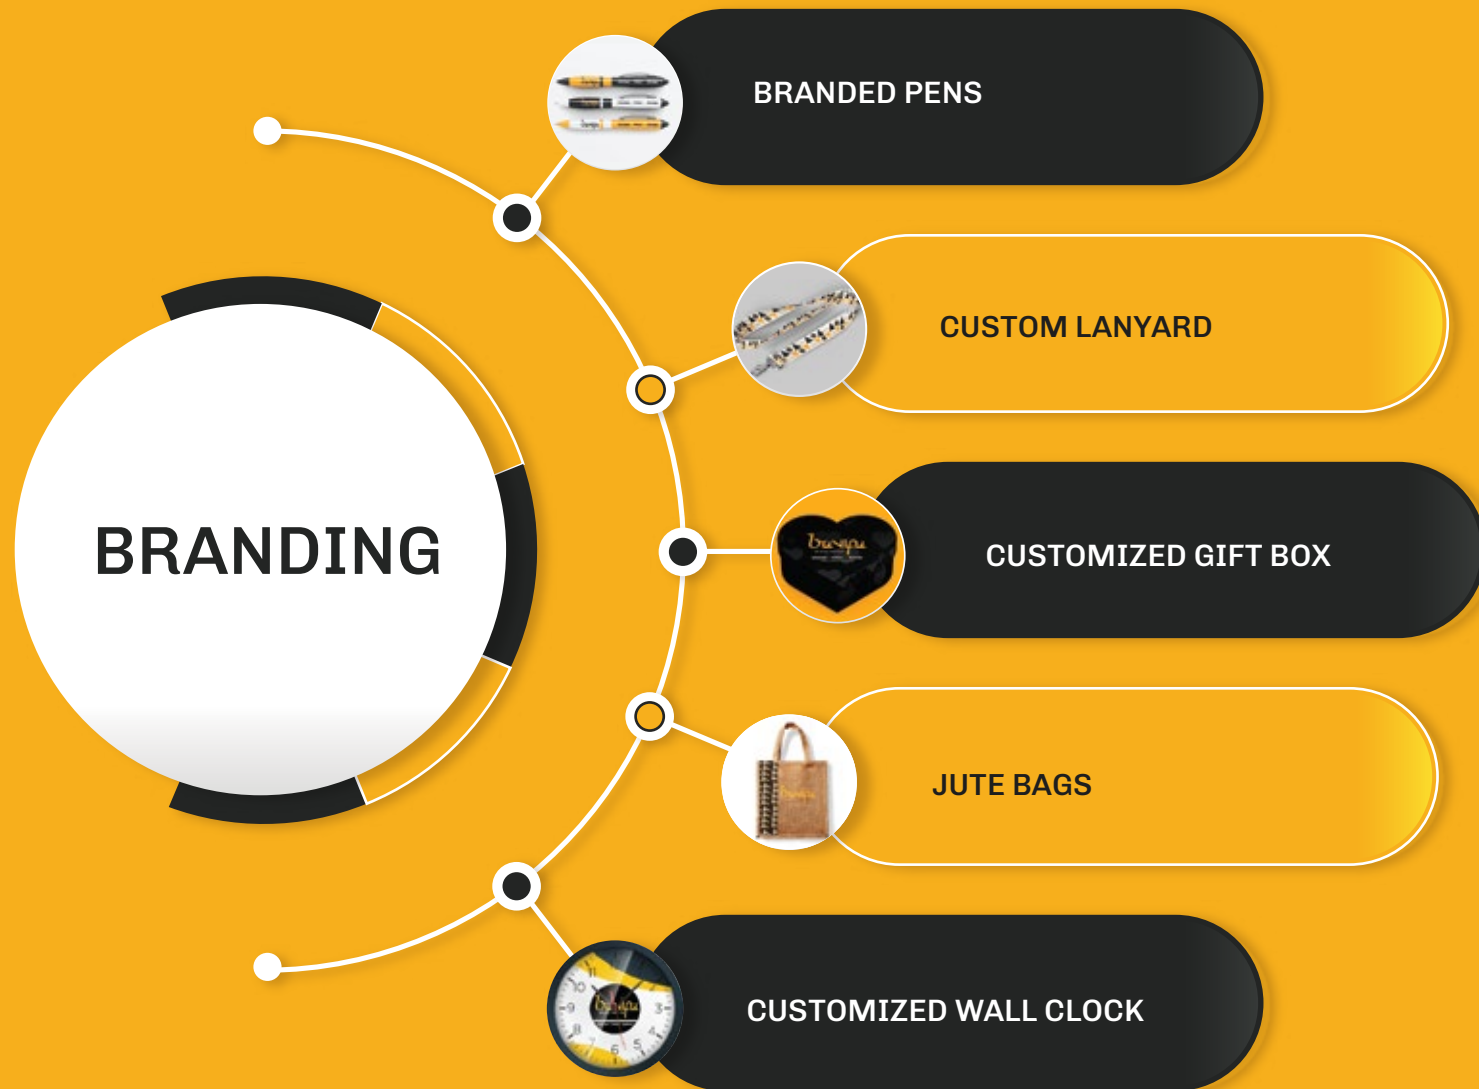 BRANDED PENS
CUSTOM LANYARD
BRANDING
CUSTOMIZED GIFT BOX
JUTE BAGS
CUSTOMIZED WALL CLOCK